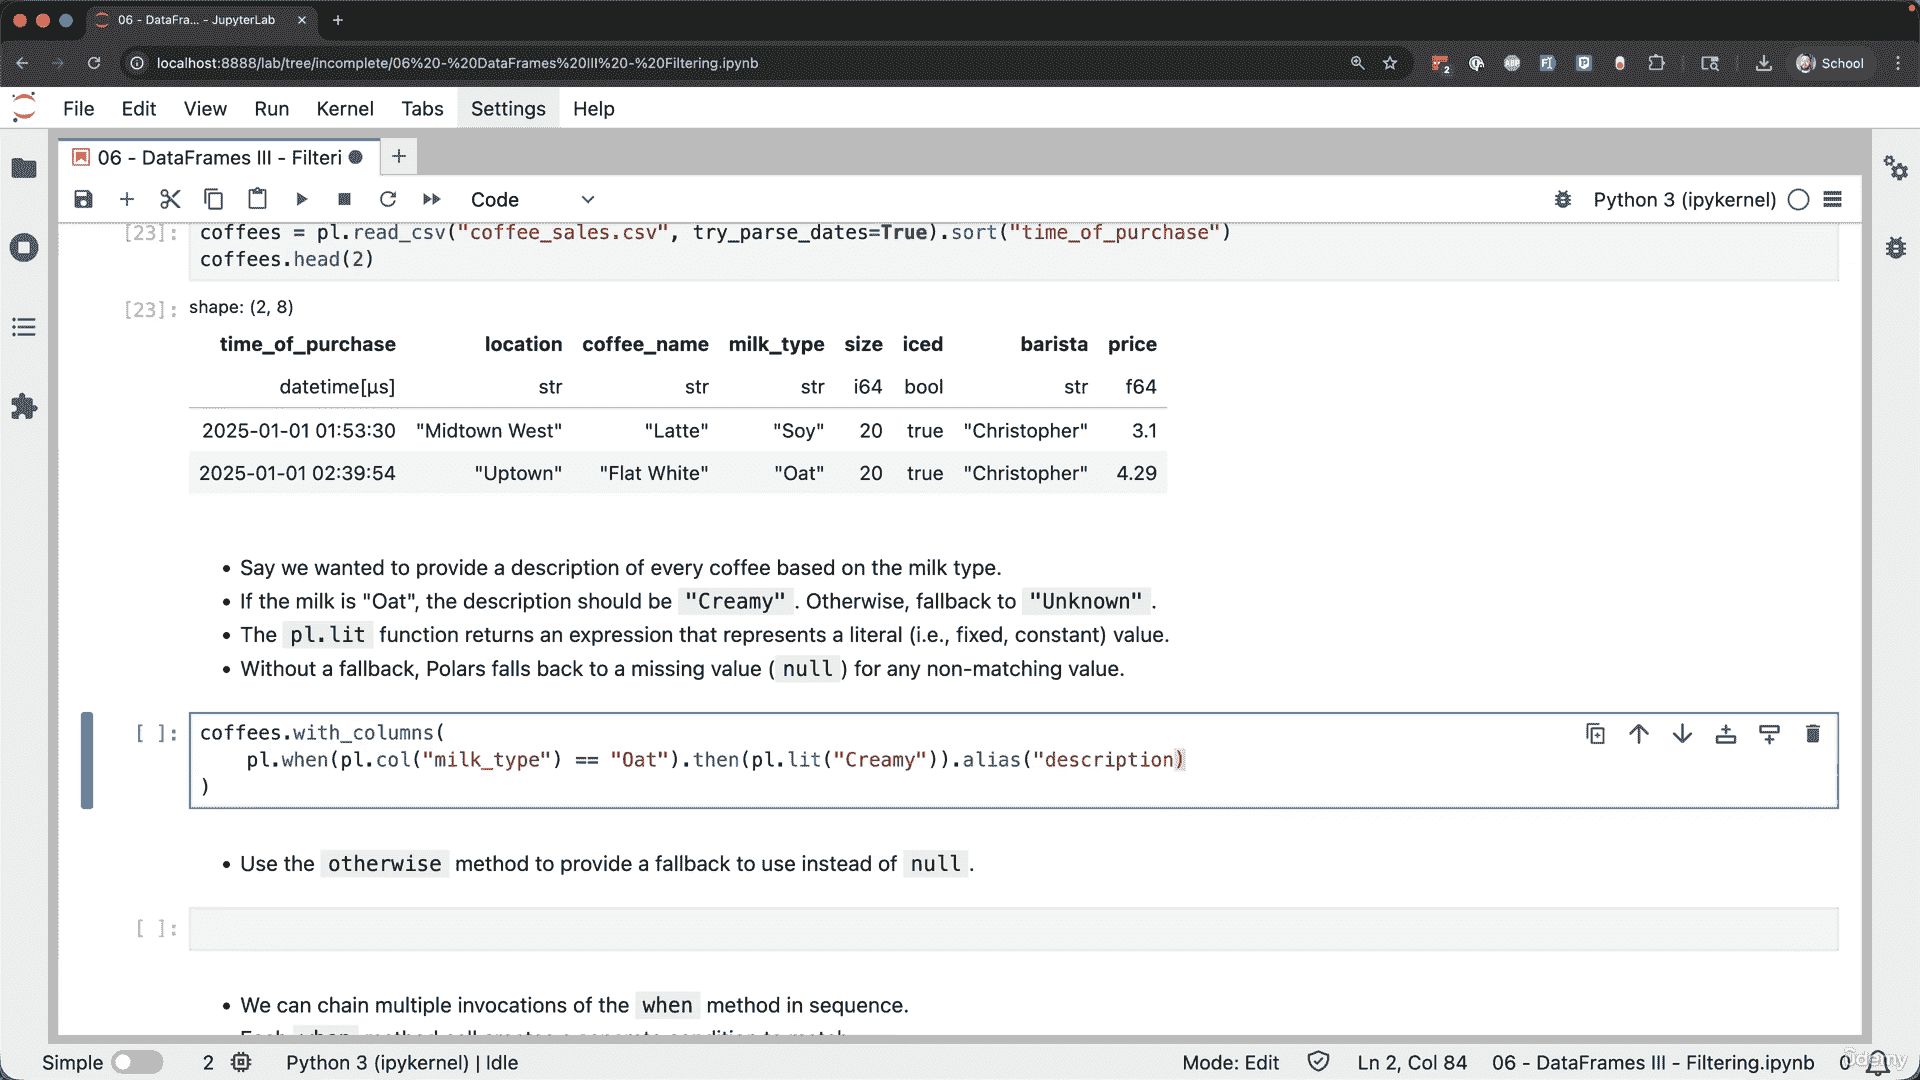 06 - DataFra... - JupyterLab
localhost:8888/lab/tree/incomplete/06%20-%20DataFrames%20III%20-%20Filtering.ipynb
2
ABP
School
File Edit View Run Kernel Tabs Settings Help
06 - DataFrames III - Filteri
Code
Python 3 (ipykernel)
[23]: coffees = pl.read_csv("coffee_sales.csv", try_parse_dates=True).sort("time_of_purchase")
coffees.head(2)
[23]: shape: (2, 8)
time_of_purchase location coffee_name milk_type size iced barista price
datetime[μs] str str str i64 bool str f64
2025-01-01 01:53:30 "Midtown West" "Latte" "Soy" 20 true "Christopher" 3.1
2025-01-01 02:39:54 "Uptown" "Flat White" "Oat" 20 true "Christopher" 4.29
• Say we wanted to provide a description of every coffee based on the milk type.
• If the milk is "Oat", the description should be "Creamy". Otherwise, fallback to "Unknown".
• The pl.lit function returns an expression that represents a literal (i.e., fixed, constant) value.
• Without a fallback, Polars falls back to a missing value (null) for any non-matching value.
[ ]: coffees.with_columns(
pl.when(pl.col("milk_type") == "Oat").then(pl.lit("Creamy")).alias("description)
)
• Use the otherwise method to provide a fallback to use instead of null.
[ ]:
• We can chain multiple invocations of the when method in sequence.
Simple 2 Python 3 (ipykernel) | Idle Mode: Edit Ln 2, Col 84 06 - DataFrames III - Filtering.ipynb 0
Udemy